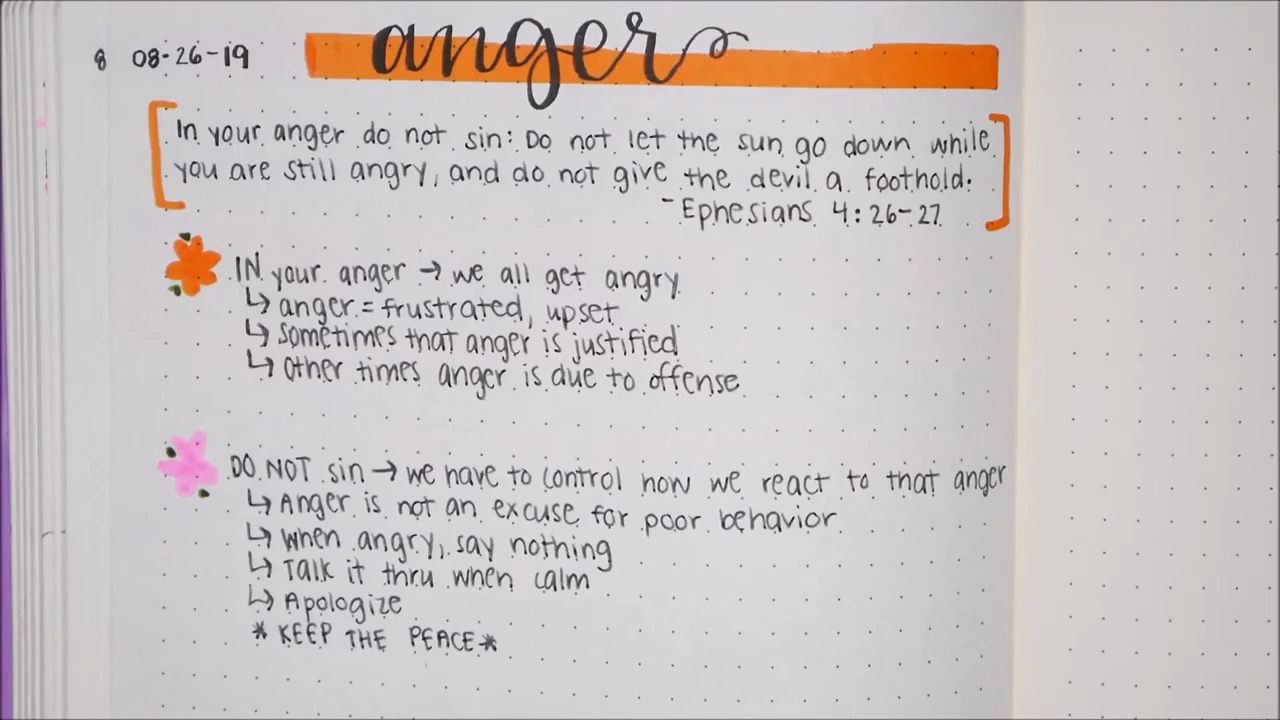 8 08-26-19 anger
In your anger do not sin: Do not let the sun go down while
you are still angry, and do not give the devil a foothold.
- Ephesians 4:26-27
IN your anger → we all get angry
↳ anger = frustrated, upset
↳ sometimes that anger is justified
↳ other times anger is due to offense
DO NOT sin → we have to control how we react to that anger
↳ Anger is not an excuse for poor behavior
↳ When angry, say nothing
↳ Talk it thru when calm
↳ Apologize
* KEEP THE PEACE *